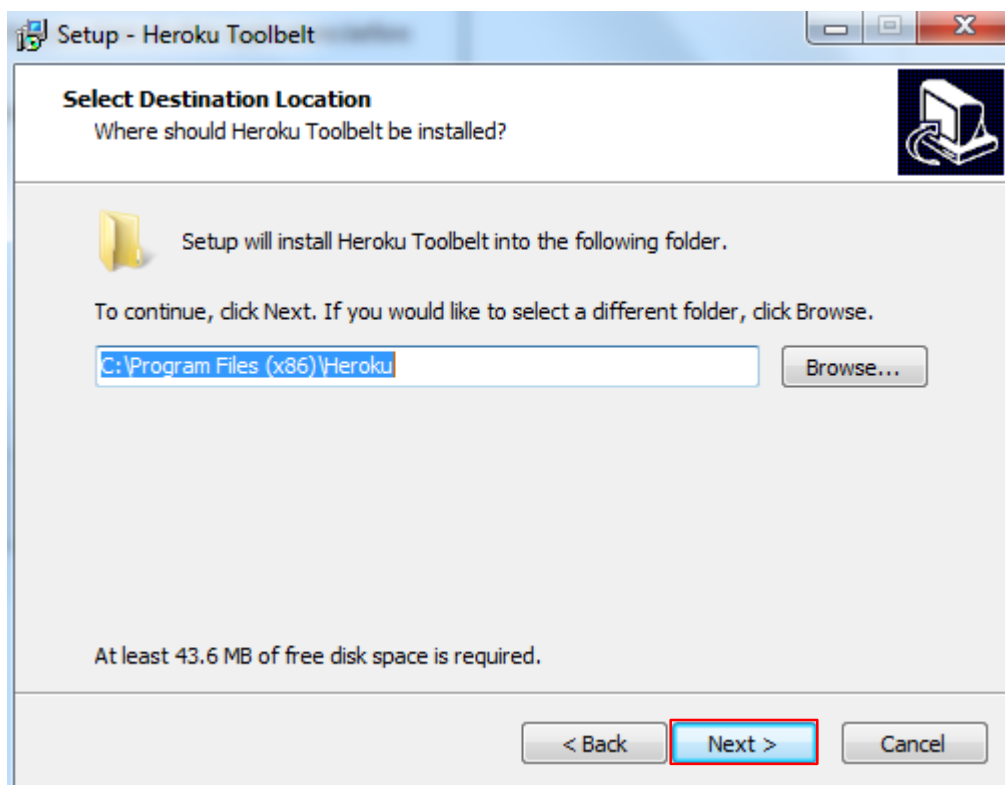 Setup - Heroku Toolbelt
Select Destination Location
Where should Heroku Toolbelt be installed?
Setup will install Heroku Toolbelt into the following folder.
To continue, click Next. If you would like to select a different folder, click Browse.
C:\Program Files (x86)\Heroku
Browse...
At least 43.6 MB of free disk space is required.
< Back
Next >
Cancel